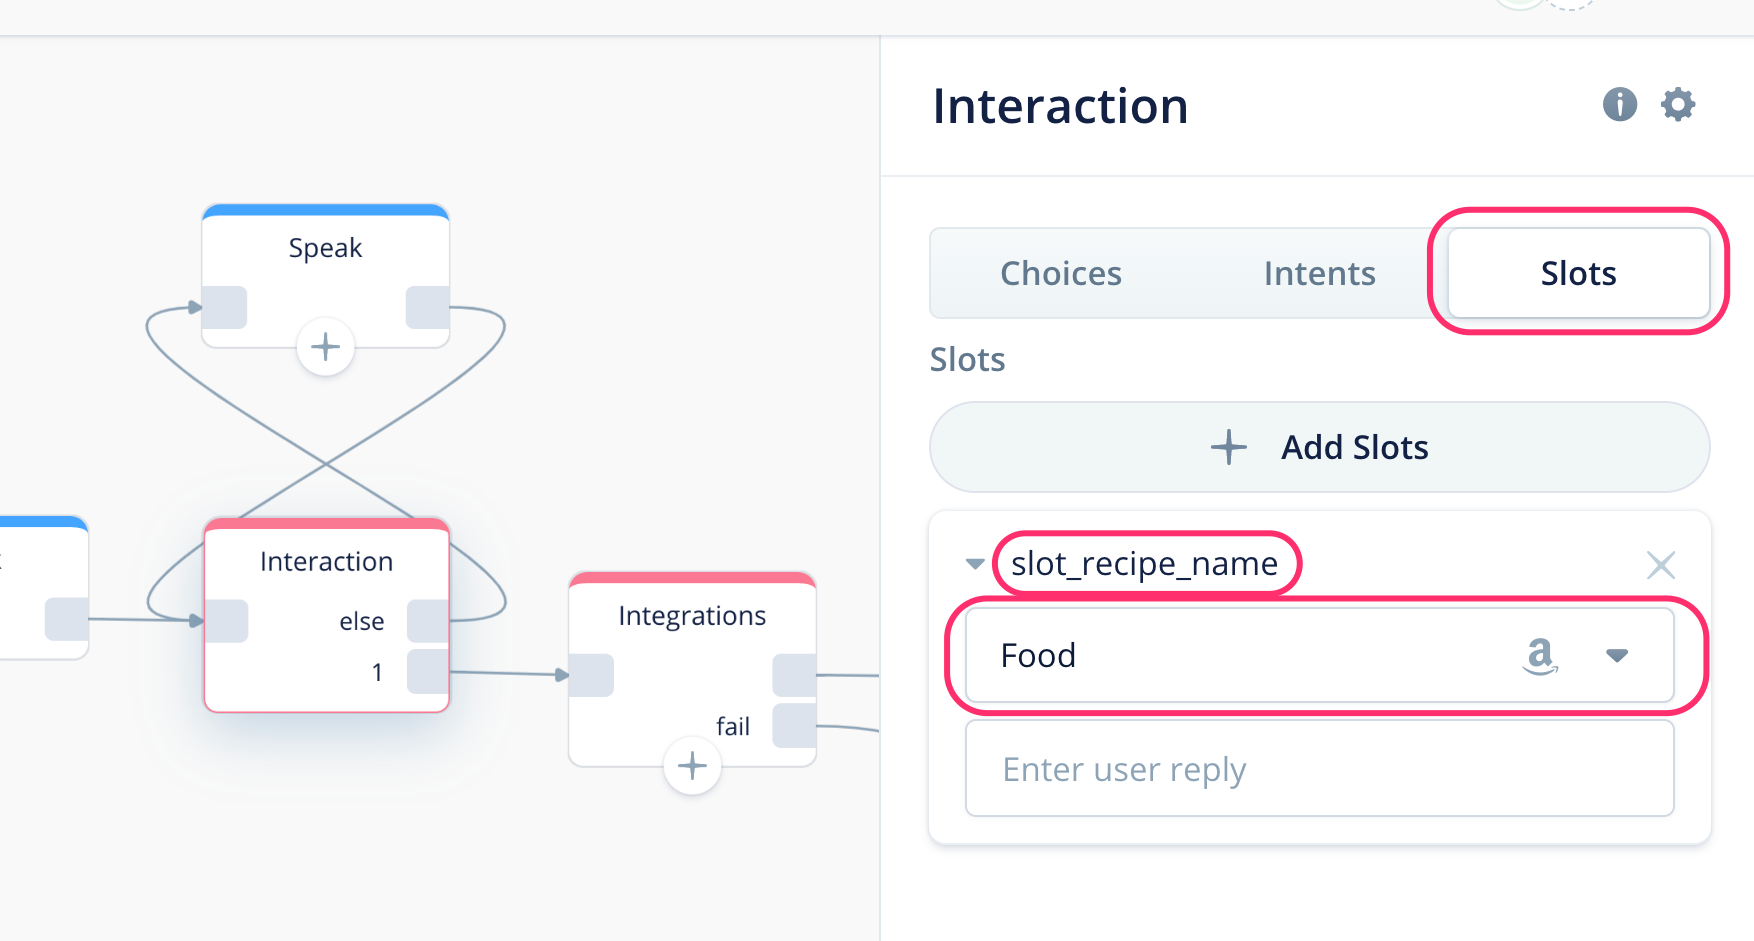 Interaction
Choices
Intents
Slots
Slots
Add Slots
slot_recipe_name
Food
Enter user reply
Speak
Interaction
else
1
Integrations
fail